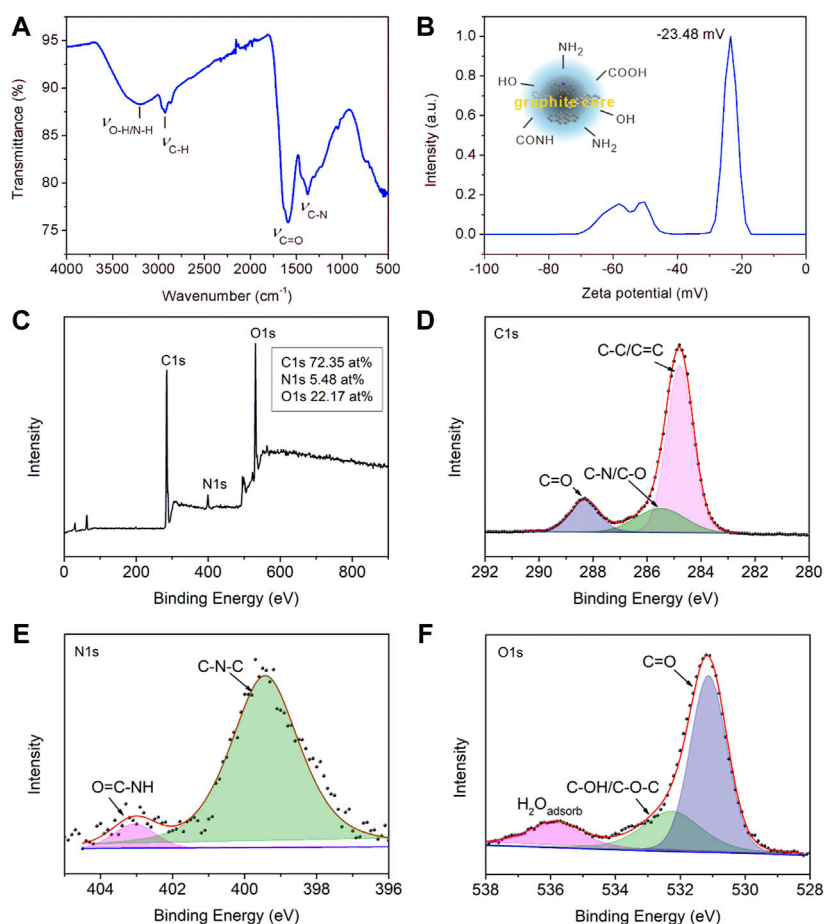 A
95
90
85
80
75
Transmittance (%)
ν
O-H/N-H
ν
C-H
ν
C-N
ν
C=O
4000 3500 3000 2500 2000 1500 1000 500
Wavenumber (cm⁻¹)
B
1.0
0.8
0.6
0.4
0.2
0.0
Intensity (a.u.)
-23.48 mV
NH₂
COOH
HO
graphite core
OH
CONH
NH₂
-100 -80 -60 -40 -20 0
Zeta potential (mV)
C
Intensity
O1s
C1s
N1s
C1s 72.35 at%
N1s 5.48 at%
O1s 22.17 at%
0 200 400 600 800
Binding Energy (eV)
D
C1s
Intensity
C-C/C=C
C-N/C-O
C=O
292 290 288 286 284 282 280
Binding Energy (eV)
E
N1s
Intensity
C-N-C
O=C-NH
404 402 400 398 396
Binding Energy (eV)
F
O1s
Intensity
C=O
C-OH/C-O-C
H₂Oadsorb
538 536 534 532 530 528
Binding Energy (eV)